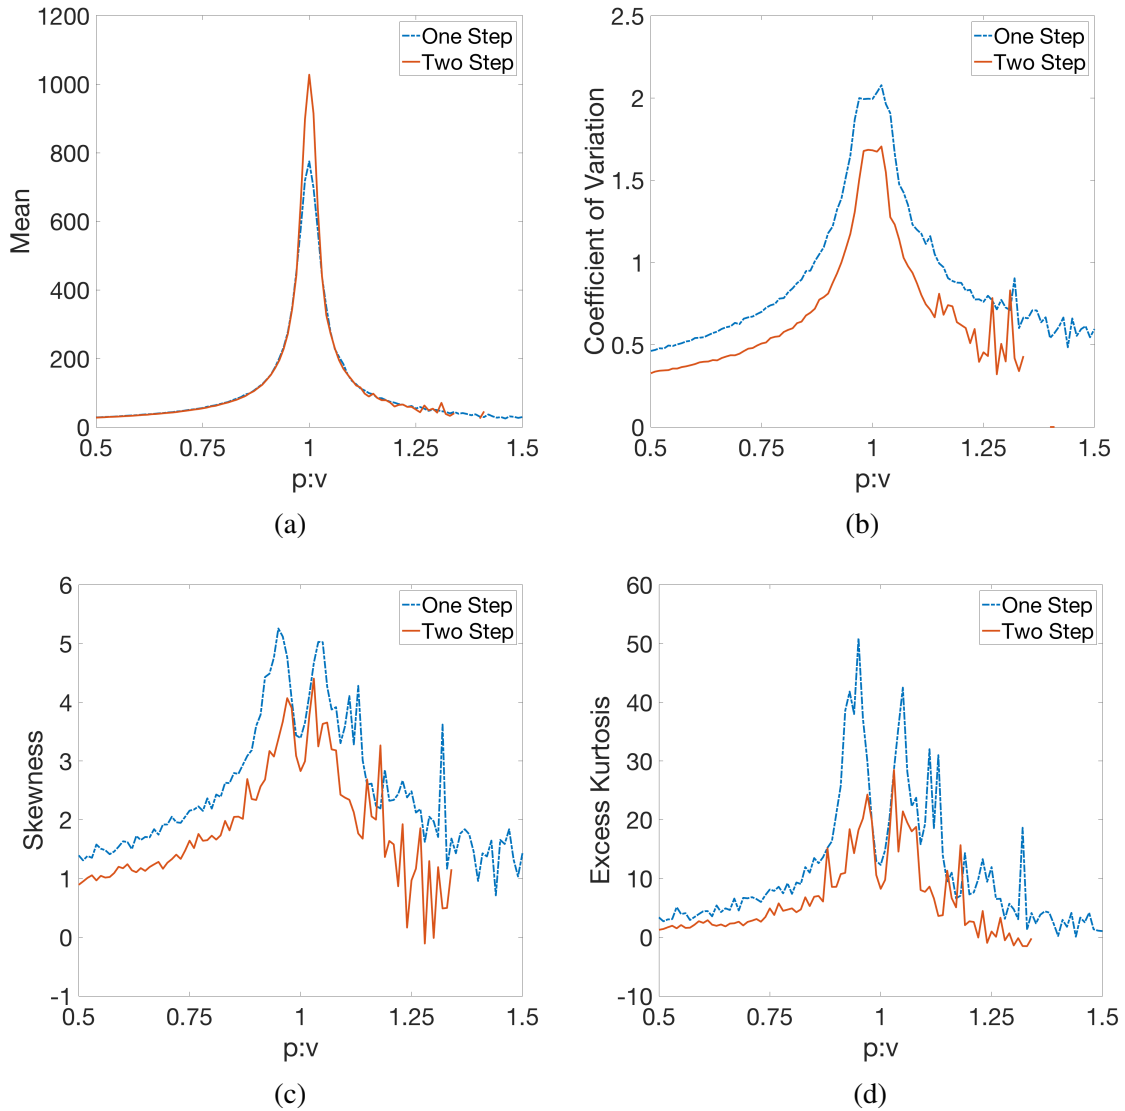 1200
1000
800
600
400
200
0
Mean
0.5 0.75 1 1.25 1.5
p:v
One Step
Two Step
(a)
2.5
2
1.5
1
0.5
0
Coefficient of Variation
0.5 0.75 1 1.25 1.5
p:v
One Step
Two Step
(b)
6
5
4
3
2
1
0
-1
Skewness
0.5 0.75 1 1.25 1.5
p:v
One Step
Two Step
(c)
60
50
40
30
20
10
0
-10
Excess Kurtosis
0.5 0.75 1 1.25 1.5
p:v
One Step
Two Step
(d)